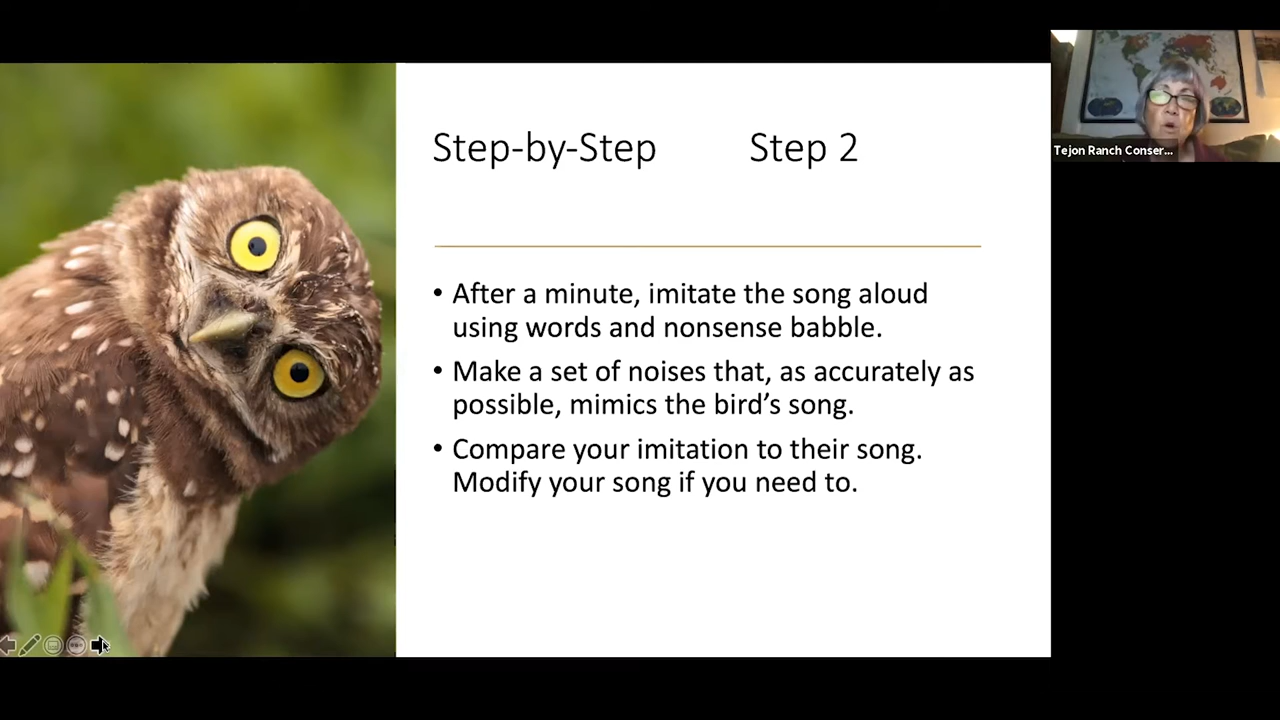 Step-by-Step Step 2
• After a minute, imitate the song aloud
using words and nonsense babble.
• Make a set of noises that, as accurately as
possible, mimics the bird's song.
• Compare your imitation to their song.
Modify your song if you need to.
Tejon Ranch Conser...